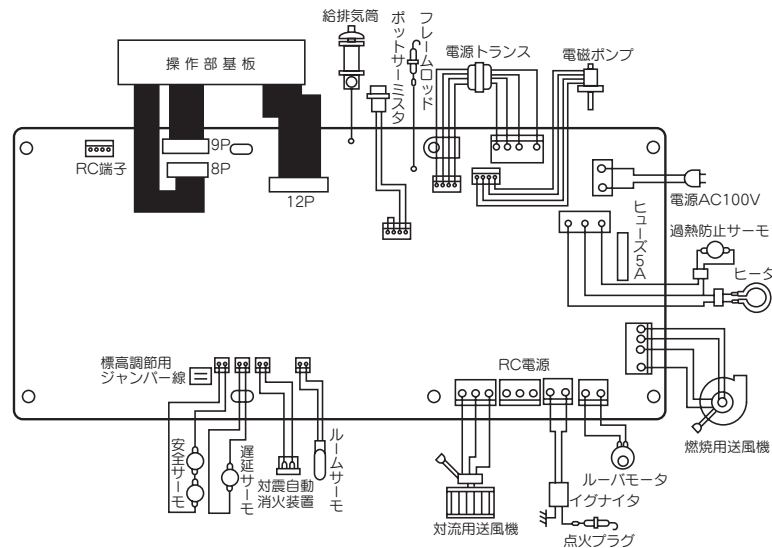 給排気筒
ポットサーミスタ
フレームロッド
電源トランス
電磁ポンプ
操作部基板
9P
8P
RC端子
12P
電源AC100V
ヒューズ5A
過熱防止サーモ
ヒータ
標高調節用
ジャンパー線
RC電源
燃焼用送風機
安全サーモ
遅延サーモ
対震自動
消火装置
ルームサーモ
対流用送風機
ルーバモータ
イグナイタ
点火プラグ